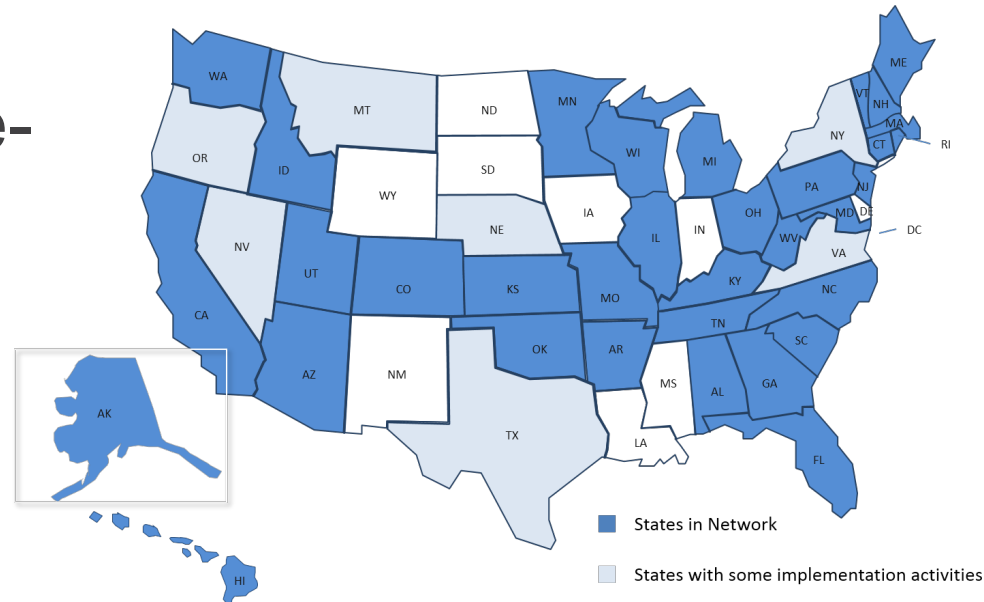 e-
WA
MT
ND
MN
ME
VT
NH
MA
NY
CT
RI
OR
ID
SD
WI
MI
WY
IA
PA
NJ
NE
OH
MD
DE
IL
IN
WV
DC
NV
UT
CO
KS
MO
KY
VA
NC
CA
TN
AZ
NM
OK
AR
SC
MS
AL
GA
AK
TX
LA
FL
HI
States in Network
States with some implementation activities